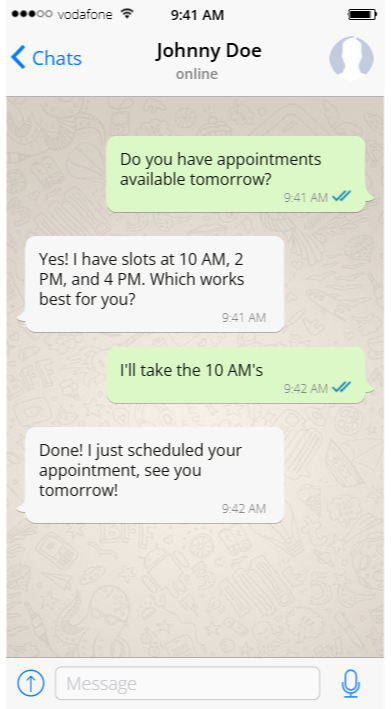 vodafone 9:41 AM
Chats
Johnny Doe
online
Do you have appointments
available tomorrow?
9:41 AM
Yes! I have slots at 10 AM, 2
PM, and 4 PM. Which works
best for you?
9:41 AM
I'll take the 10 AM's
9:42 AM
Done! I just scheduled your
appointment, see you
tomorrow!
9:42 AM
Message